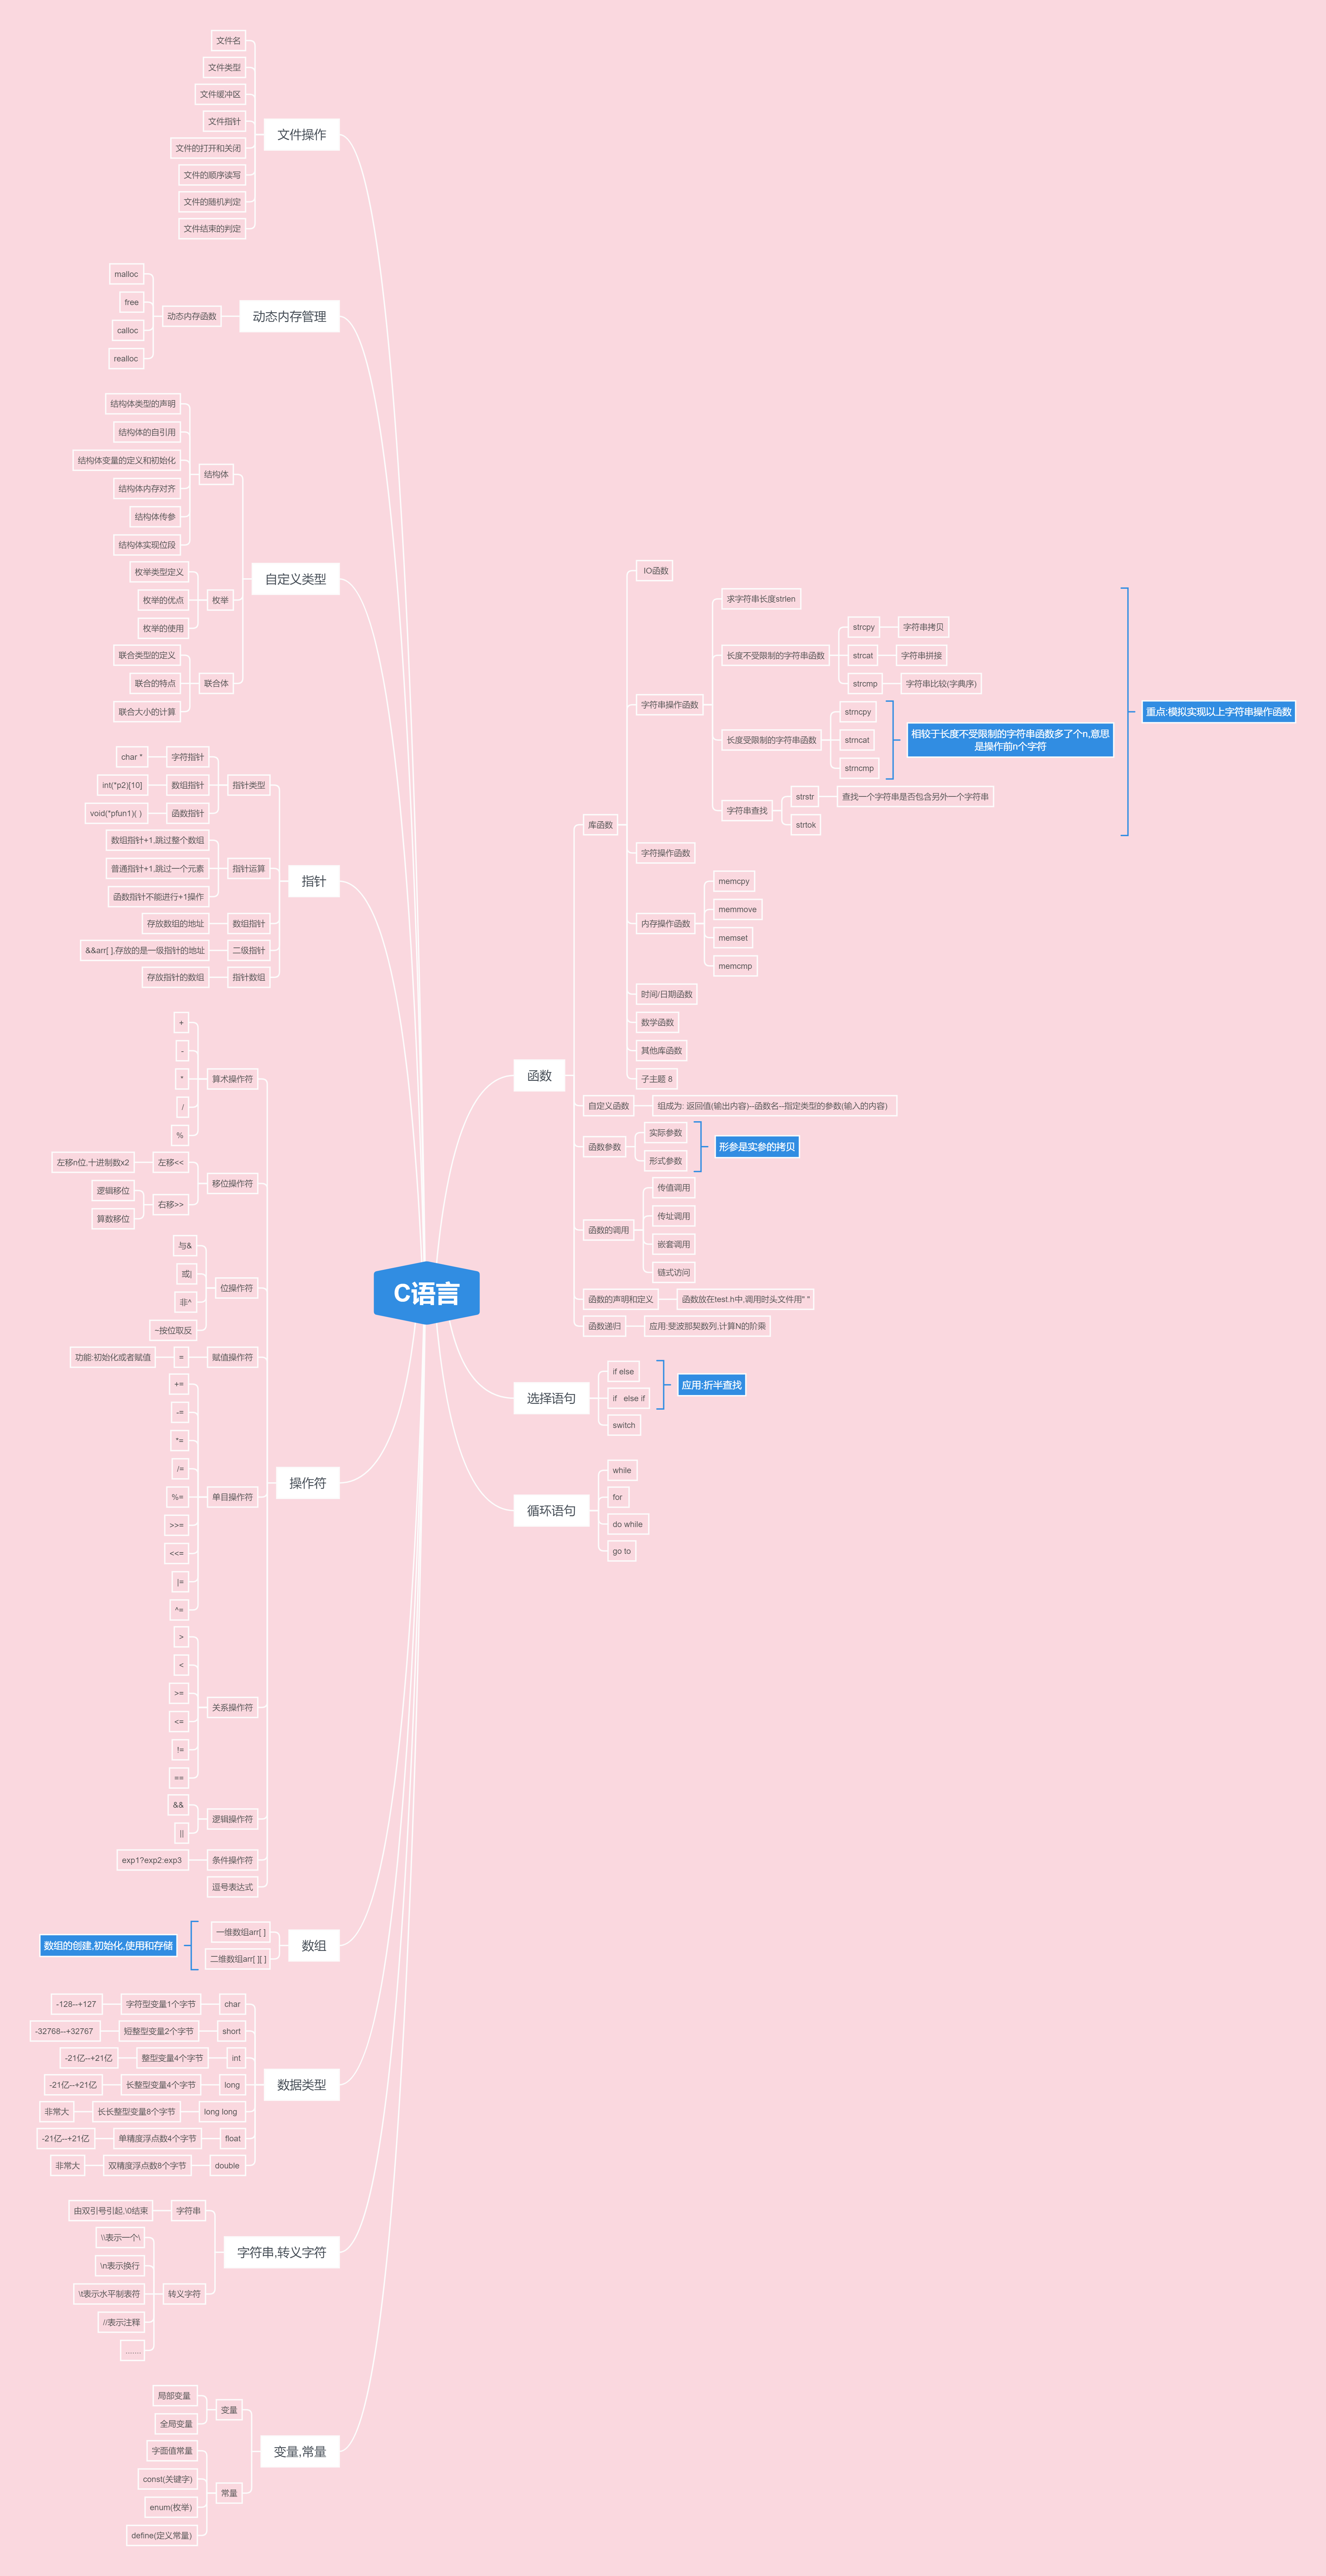 C语言
函数
库函数
IO函数
字符串操作函数
求字符串长度strlen
长度不受限制的字符串函数
strcpy
字符串拷贝
strcat
字符串拼接
strcmp
字符串比较(字典序)
长度受限制的字符串函数
strncpy
strncat
strncmp
相较于长度不受限制的字符串函数多了个n,意思
是操作前n个字符
字符串查找
strstr
查找一个字符串是否包含另外一个字符串
strtok
重点:模拟实现以上字符串操作函数
字符操作函数
内存操作函数
memcpy
memmove
memset
memcmp
时间/日期函数
数学函数
其他库函数
子主题 8
自定义函数
组成为: 返回值(输出内容)--函数名--指定类型的参数(输入的内容)
函数参数
实际参数
形式参数
形参是实参的拷贝
函数的调用
传值调用
传址调用
嵌套调用
链式访问
函数的声明和定义
函数放在test.h中,调用时头文件用" "
函数递归
应用:斐波那契数列,计算N的阶乘
选择语句
if else
if   else if
switch
应用:折半查找
循环语句
while
for
do while
go to
文件操作
文件名
文件类型
文件缓冲区
文件指针
文件的打开和关闭
文件的顺序读写
文件的随机判定
文件结束的判定
动态内存管理
动态内存函数
malloc
free
calloc
realloc
自定义类型
结构体
结构体类型的声明
结构体的自引用
结构体变量的定义和初始化
结构体内存对齐
结构体传参
结构体实现位段
枚举
枚举类型定义
枚举的优点
枚举的使用
联合体
联合类型的定义
联合的特点
联合大小的计算
指针
指针类型
字符指针
char *
数组指针
int(*p2)[10]
函数指针
void(*pfun1)( )
指针运算
数组指针+1,跳过整个数组
普通指针+1,跳过一个元素
函数指针不能进行+1操作
数组指针
存放数组的地址
二级指针
&&arr[ ],存放的是一级指针的地址
指针数组
存放指针的数组
操作符
算术操作符
+
-
*
/
%
移位操作符
左移<<
左移n位,十进制数x2
右移>>
逻辑移位
算数移位
位操作符
与&
或|
非^
~按位取反
赋值操作符
=
功能:初始化或者赋值
单目操作符
+=
-=
*=
/=
%=
>>=
<<=
|=
^=
关系操作符
>
<
>=
<=
!=
==
逻辑操作符
&&
||
条件操作符
exp1?exp2:exp3
逗号表达式
数组
一维数组arr[ ]
二维数组arr[ ][ ]
数组的创建,初始化,使用和存储
数据类型
char
字符型变量1个字节
-128--+127
short
短整型变量2个字节
-32768--+32767
int
整型变量4个字节
-21亿--+21亿
long
长整型变量4个字节
-21亿--+21亿
long long
长长整型变量8个字节
非常大
float
单精度浮点数4个字节
-21亿--+21亿
double
双精度浮点数8个字节
非常大
字符串,转义字符
字符串
由双引号引起,\0结束
转义字符
\\表示一个\
\n表示换行
\t表示水平制表符
//表示注释
.......
变量,常量
变量
局部变量
全局变量
常量
字面值常量
const(关键字)
enum(枚举)
define(定义常量)